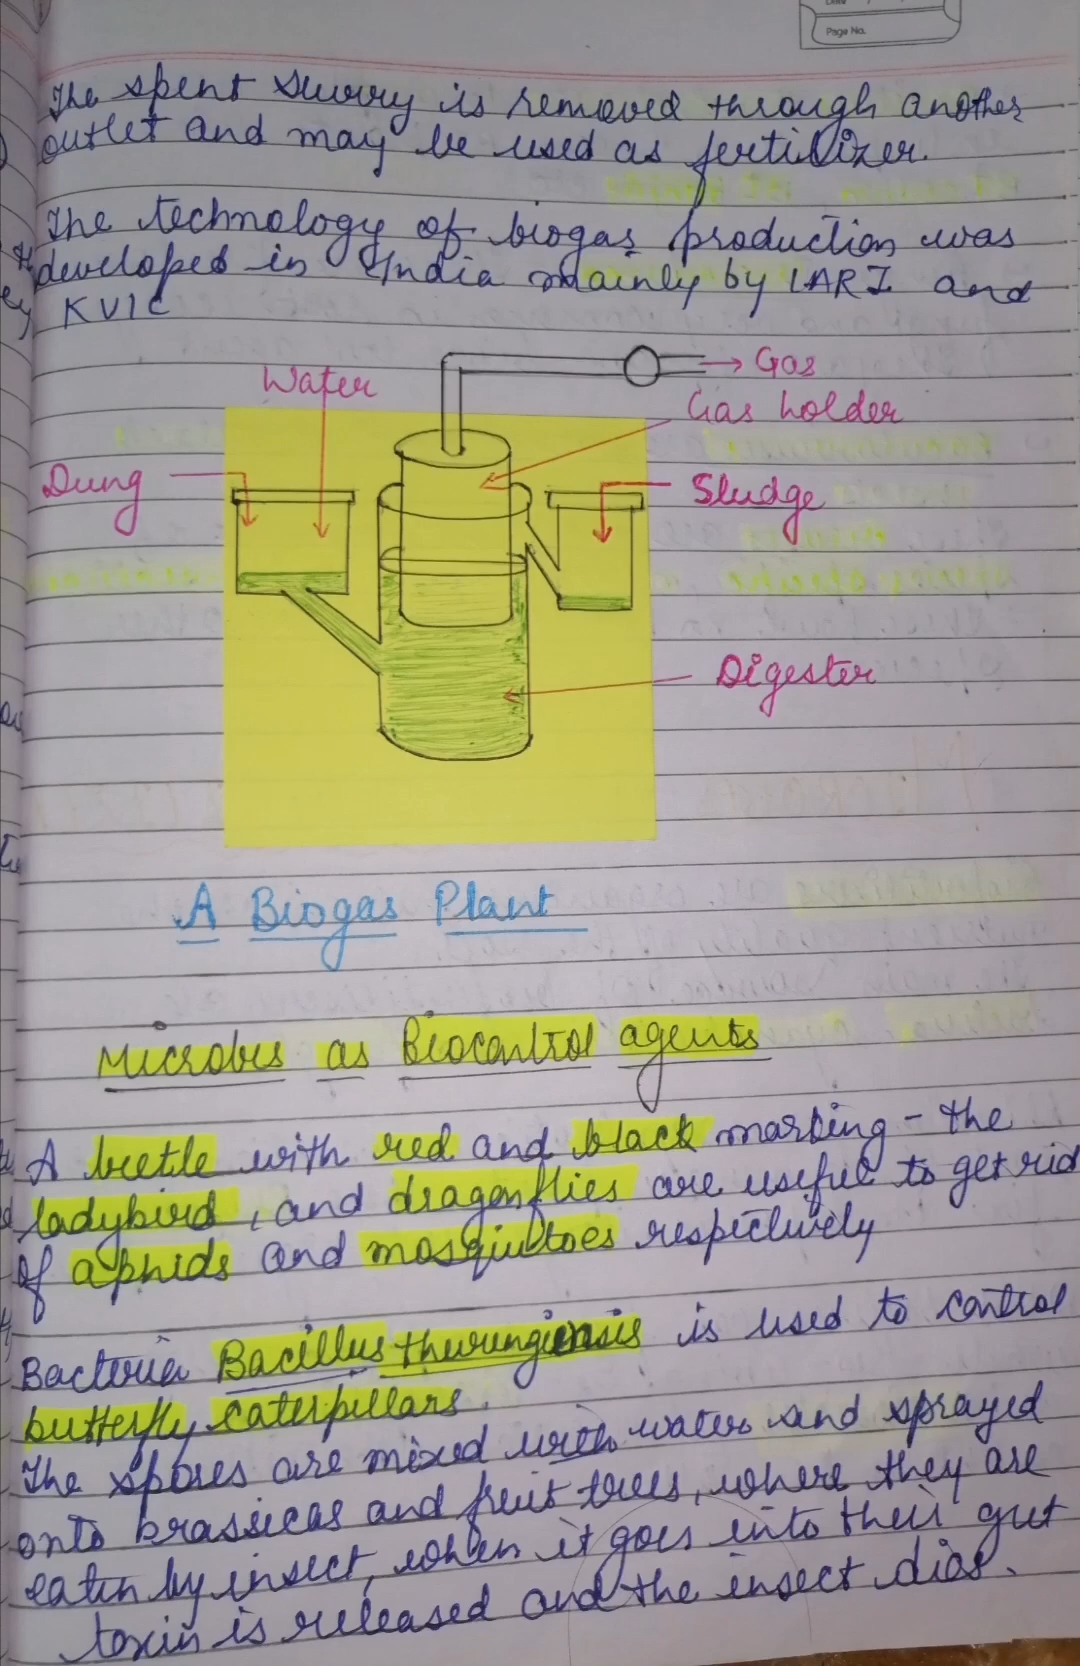 Page No.
The spent slurry is removed through another
outlet and may be used as fertilizer.
The technology of biogas production was
developed in India mainly by IARI and
KVIC
Gas
Water
Gas holder
Dung
Sludge
Digester
A Biogas Plant
Microbes as Biocontrol agents
A beetle with red and black marking - the
ladybird, and dragonflies are useful to get rid
of aphids and mosquitoes respectively
Bacteria Bacillus thuringiensis is used to control
butterfly caterpillars.
The spores are mixed with water and sprayed
onto brassicas and fruit trees, where they are
eaten by insect, when it goes into their gut
toxin is released and the insect dies.